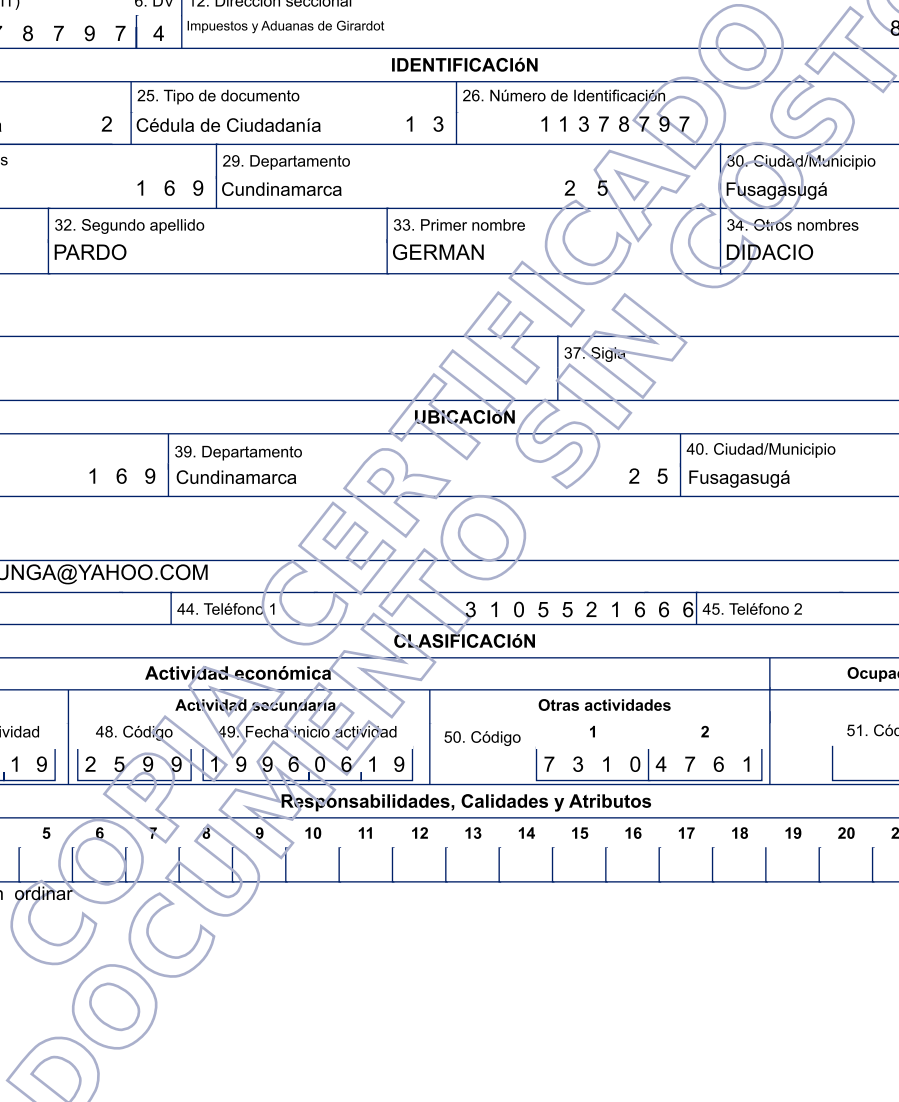 6. DV 12. Dirección seccional
8 7 9 7 4 Impuestos y Aduanas de Girardot 8
IDENTIFICACIóN
25. Tipo de documento 26. Número de Identificación
2 Cédula de Ciudadanía 1 3 1 1 3 7 8 7 9 7
29. Departamento 30. Ciudad/Municipio
1 6 9 Cundinamarca 2 5 Fusagasugá
32. Segundo apellido 33. Primer nombre 34. Otros nombres
PARDO GERMAN DIDACIO
37. Sigla
UBICACIóN
39. Departamento 40. Ciudad/Municipio
1 6 9 Cundinamarca 2 5 Fusagasugá
UNGA@YAHOO.COM
44. Teléfono 1 3 1 0 5 5 2 1 6 6 6 45. Teléfono 2
CLASIFICACIóN
Actividad económica Ocupac
Actividad secundaria Otras actividades
ividad 48. Código 49. Fecha inicio actividad 50. Código 1 2 51. Cód
1 9 2 5 9 9 1 9 9 6 0 6 1 9 7 3 1 0 4 7 6 1
Responsabilidades, Calidades y Atributos
5 6 7 8 9 10 11 12 13 14 15 16 17 18 19 20 2
n ordinar
COPIA CERTIFICADO
DOCUMENTO SIN COSTO